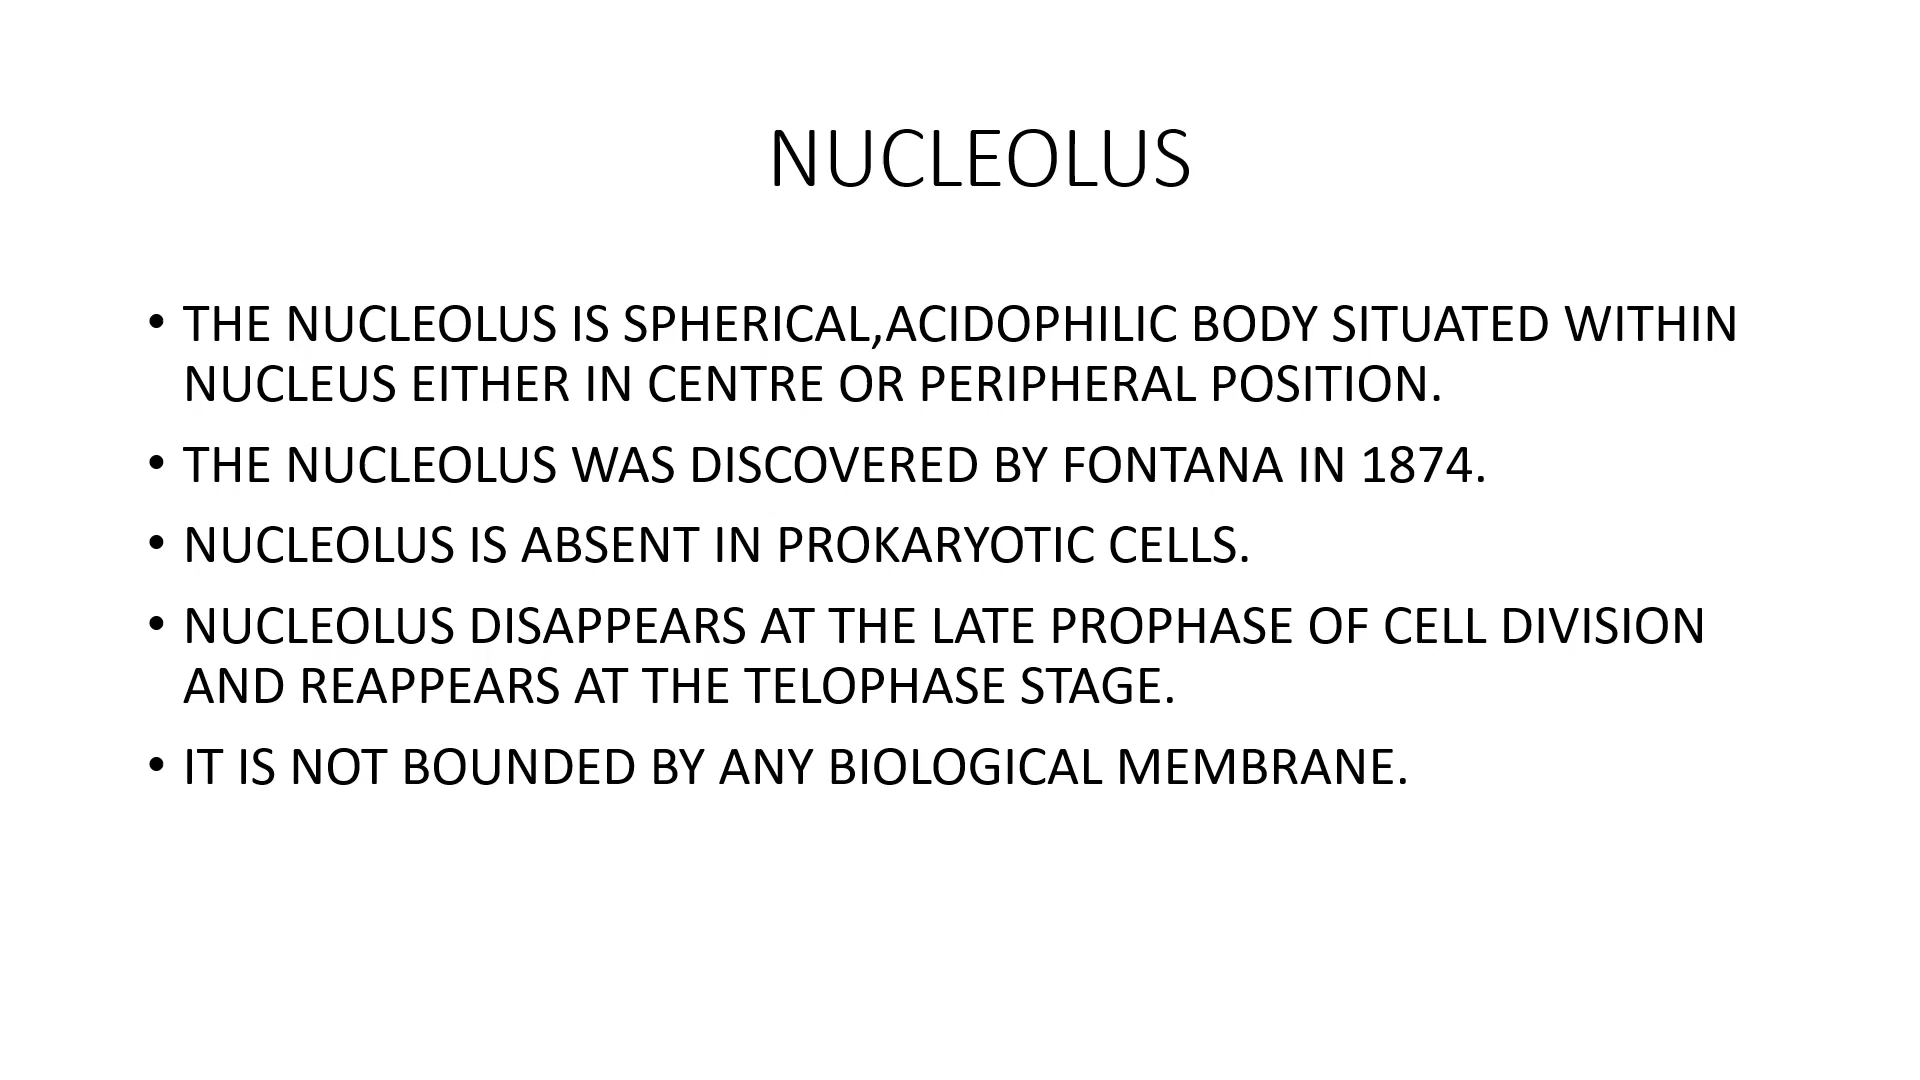 NUCLEOLUS
• THE NUCLEOLUS IS SPHERICAL,ACIDOPHILIC BODY SITUATED WITHIN
NUCLEUS EITHER IN CENTRE OR PERIPHERAL POSITION.
• THE NUCLEOLUS WAS DISCOVERED BY FONTANA IN 1874.
• NUCLEOLUS IS ABSENT IN PROKARYOTIC CELLS.
• NUCLEOLUS DISAPPEARS AT THE LATE PROPHASE OF CELL DIVISION
AND REAPPEARS AT THE TELOPHASE STAGE.
• IT IS NOT BOUNDED BY ANY BIOLOGICAL MEMBRANE.